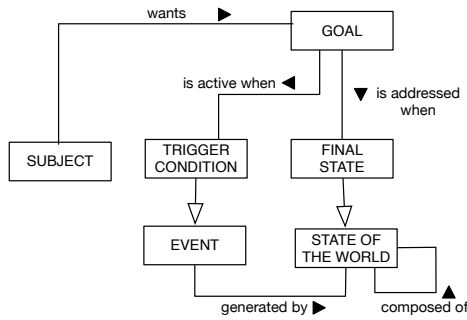 wants
GOAL
is active when
is addressed
when
SUBJECT
TRIGGER
CONDITION
FINAL
STATE
EVENT
STATE OF
THE WORLD
generated by
composed of